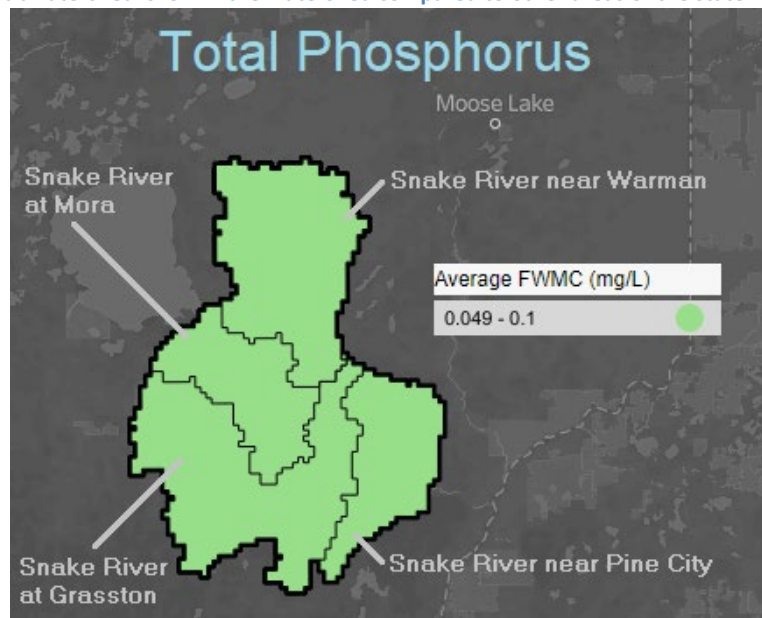 Total Phosphorus
Moose Lake
Snake River
at Mora
Snake River near Warman
Average FWMC (mg/L)
0.049 - 0.1
Snake River
at Grasston
Snake River near Pine City